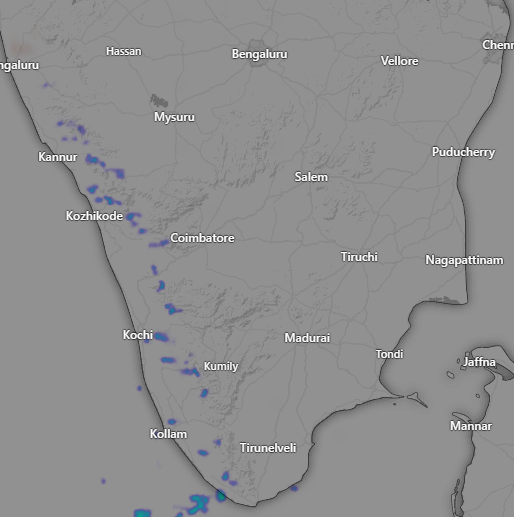 Hassan
Bengaluru
Chenn
Vellore
ngaluru
Mysuru
Kannur
Puducherry
Salem
Kozhikode
Coimbatore
Tiruchi
Nagapattinam
Kochi
Madurai
Tondi
Kumily
Jaffna
Mannar
Kollam
Tirunelveli